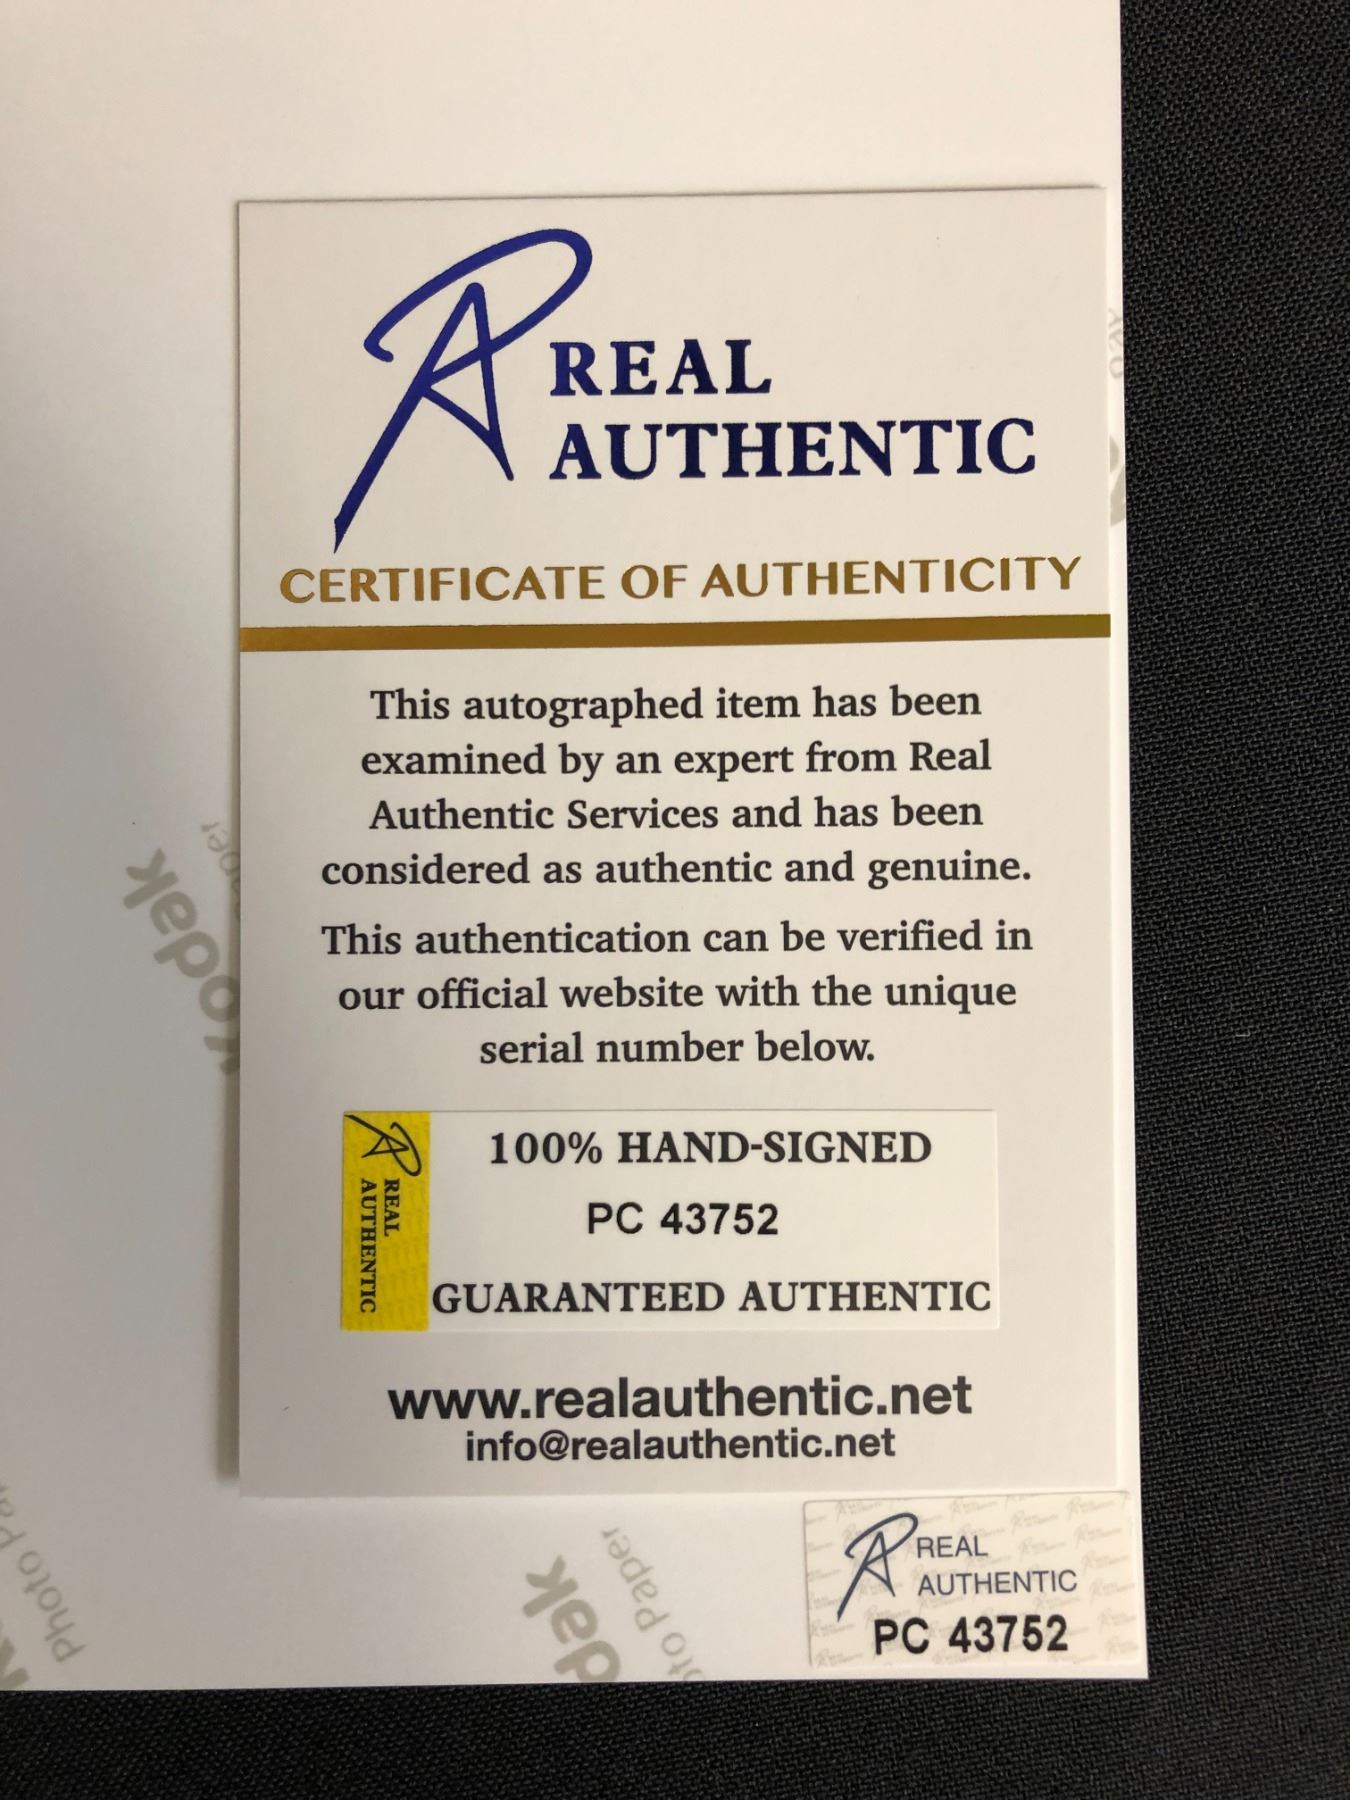 REAL
AUTHENTIC
CERTIFICATE OF AUTHENTICITY
This autographed item has been
examined by an expert from Real
Authentic Services and has been
considered as authentic and genuine.
This authentication can be verified in
our official website with the unique
serial number below.
REAL
AUTHENTIC
100% HAND-SIGNED
PC 43752
GUARANTEED AUTHENTIC
www.realauthentic.net
info@realauthentic.net
REAL
AUTHENTIC
PC 43752
Kodak
Photo Paper